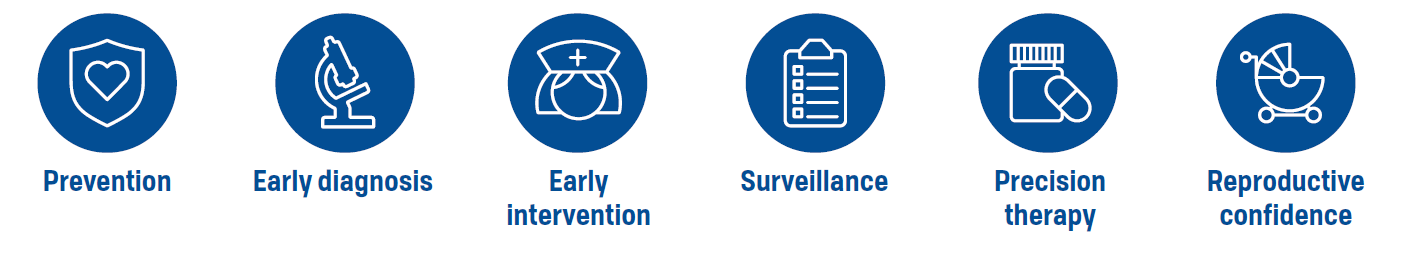 Prevention
Early diagnosis
Early
intervention
Surveillance
Precision
therapy
Reproductive
confidence